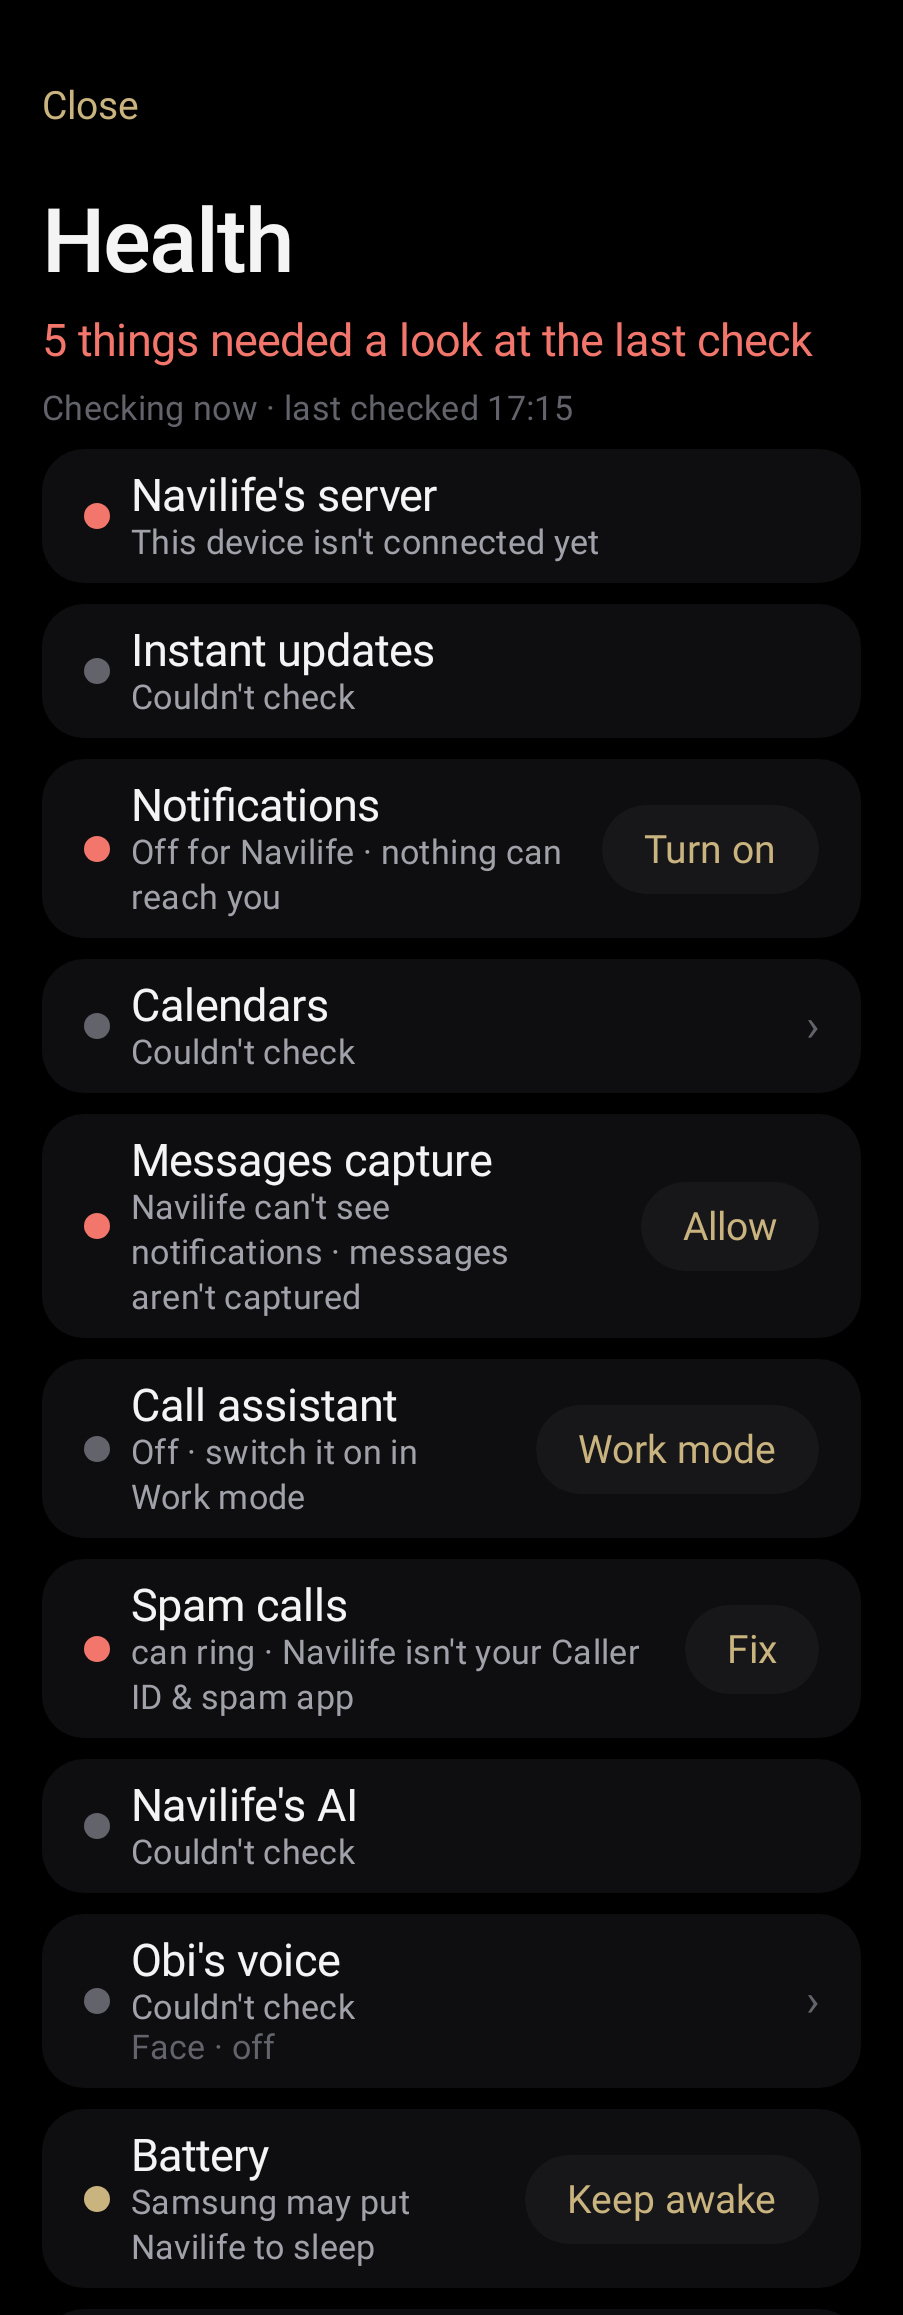 Close
Health
5 things needed a look at the last check
Checking now · last checked 17:15
Navilife's server
This device isn't connected yet
Instant updates
Couldn't check
Notifications
Off for Navilife · nothing can
reach you
Turn on
Calendars
Couldn't check
›
Messages capture
Navilife can't see
notifications · messages
aren't captured
Allow
Call assistant
Off · switch it on in
Work mode
Work mode
Spam calls
can ring · Navilife isn't your Caller
ID & spam app
Fix
Navilife's AI
Couldn't check
Obi's voice
Couldn't check
Face · off
›
Battery
Samsung may put
Navilife to sleep
Keep awake